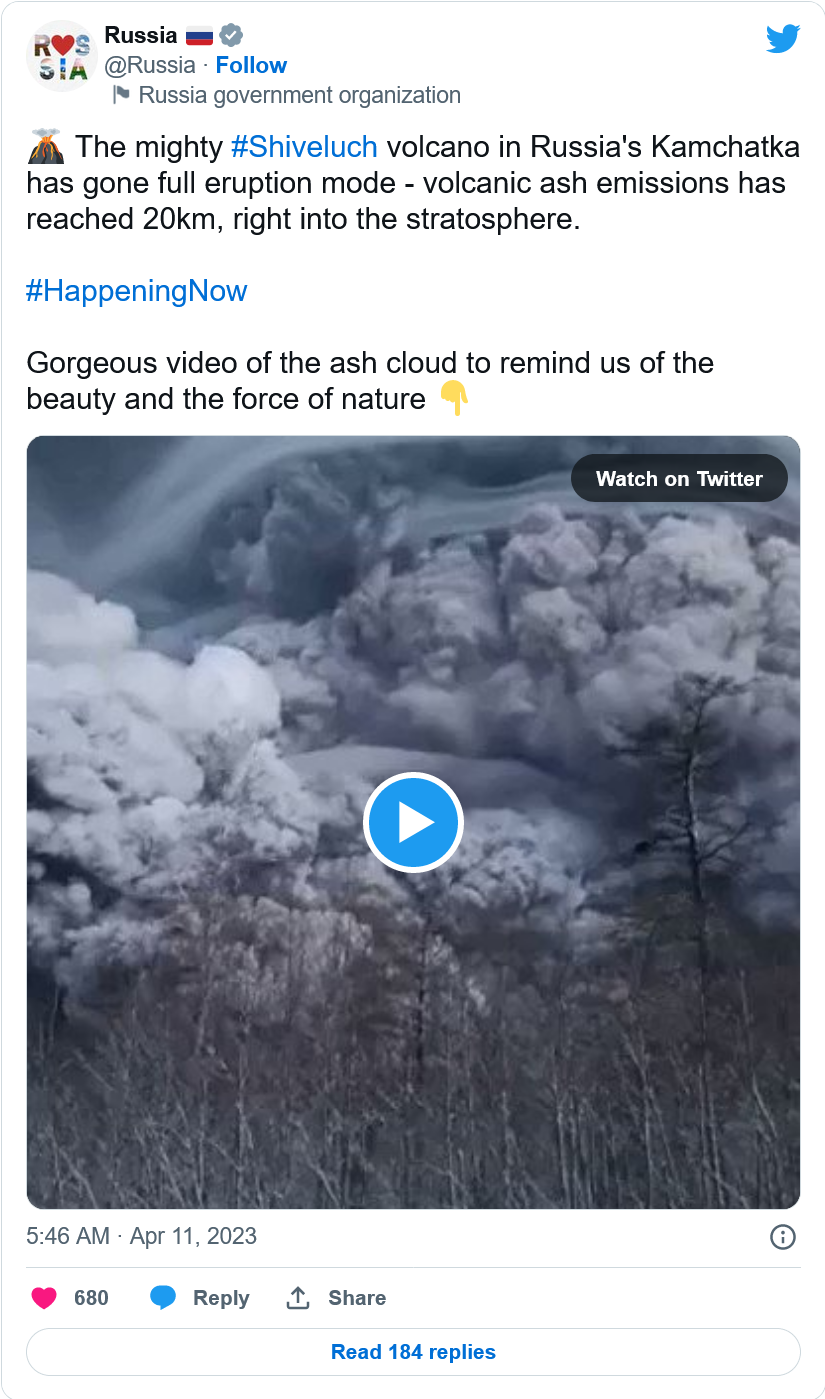 Russia 🇷🇺
@Russia · Follow
Russia government organization
🌋 The mighty #Shiveluch volcano in Russia's Kamchatka
has gone full eruption mode - volcanic ash emissions has
reached 20km, right into the stratosphere.
#HappeningNow
Gorgeous video of the ash cloud to remind us of the
beauty and the force of nature 👇
Watch on Twitter
5:46 AM · Apr 11, 2023
680 Reply Share
Read 184 replies